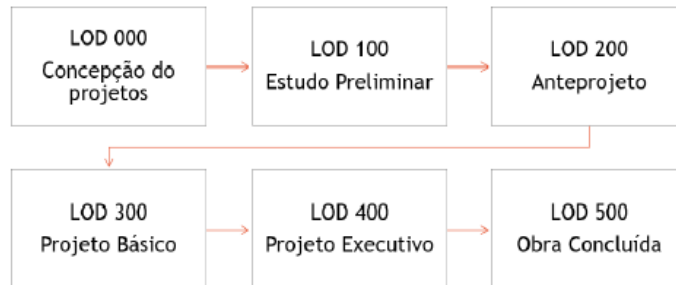 LOD 000
Concepção do
projetos
LOD 100
Estudo Preliminar
LOD 200
Anteprojeto
LOD 300
Projeto Básico
LOD 400
Projeto Executivo
LOD 500
Obra Concluída